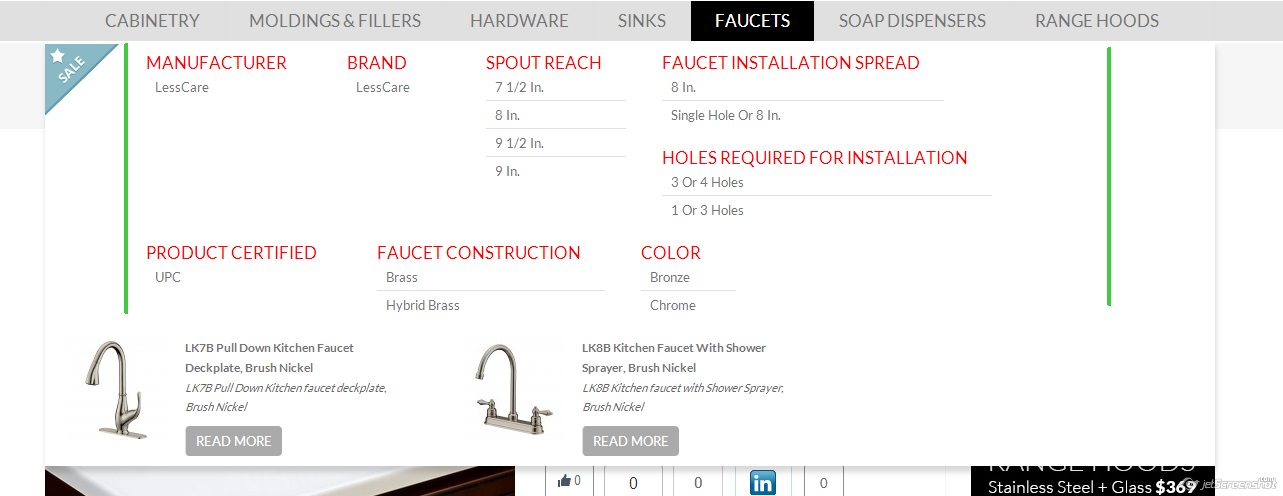 CABINETRY MOLDINGS & FILLERS HARDWARE SINKS FAUCETS SOAP DISPENSERS RANGE HOODS
SALE
MANUFACTURER
LessCare
BRAND
LessCare
SPOUT REACH
7 1/2 In.
8 In.
9 1/2 In.
9 In.
FAUCET INSTALLATION SPREAD
8 In.
Single Hole Or 8 In.
HOLES REQUIRED FOR INSTALLATION
3 Or 4 Holes
1 Or 3 Holes
PRODUCT CERTIFIED
UPC
FAUCET CONSTRUCTION
Brass
Hybrid Brass
COLOR
Bronze
Chrome
LK7B Pull Down Kitchen Faucet
Deckplate, Brush Nickel
LK7B Pull Down Kitchen faucet deckplate,
Brush Nickel
READ MORE
LK8B Kitchen Faucet With Shower
Sprayer, Brush Nickel
LK8B Kitchen faucet with Shower Sprayer,
Brush Nickel
READ MORE
0 0 0 in 0
RANGE HOODS
Stainless Steel + Glass $369
jetScreenshot